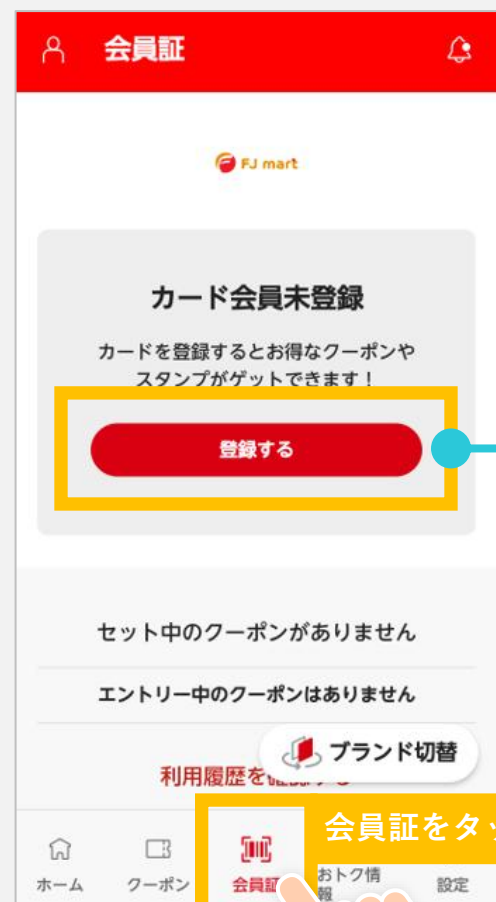 会員証
FJ mart
カード会員未登録
カードを登録するとお得なクーポンや
スタンプがゲットできます！
登録する
セット中のクーポンがありません
エントリー中のクーポンはありません
ブランド切替
利用履歴を
会員証をタッ
ホーム
クーポン
会員証
おトク情
報
設定